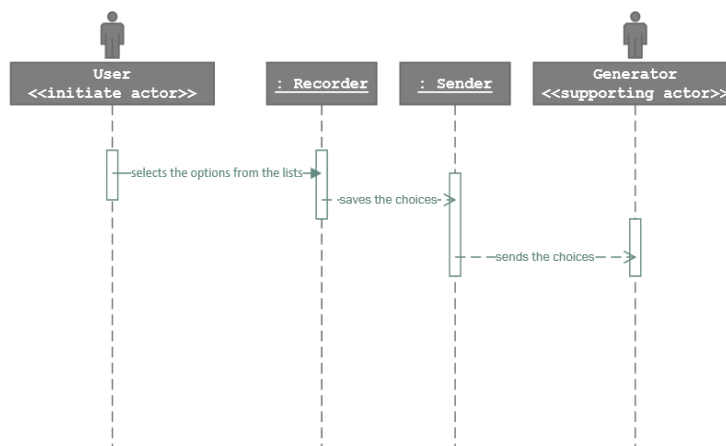 User
<<initiate actor>>
: Recorder
: Sender
Generator
<<supporting actor>>
selects the options from the lists
saves the choices
sends the choices